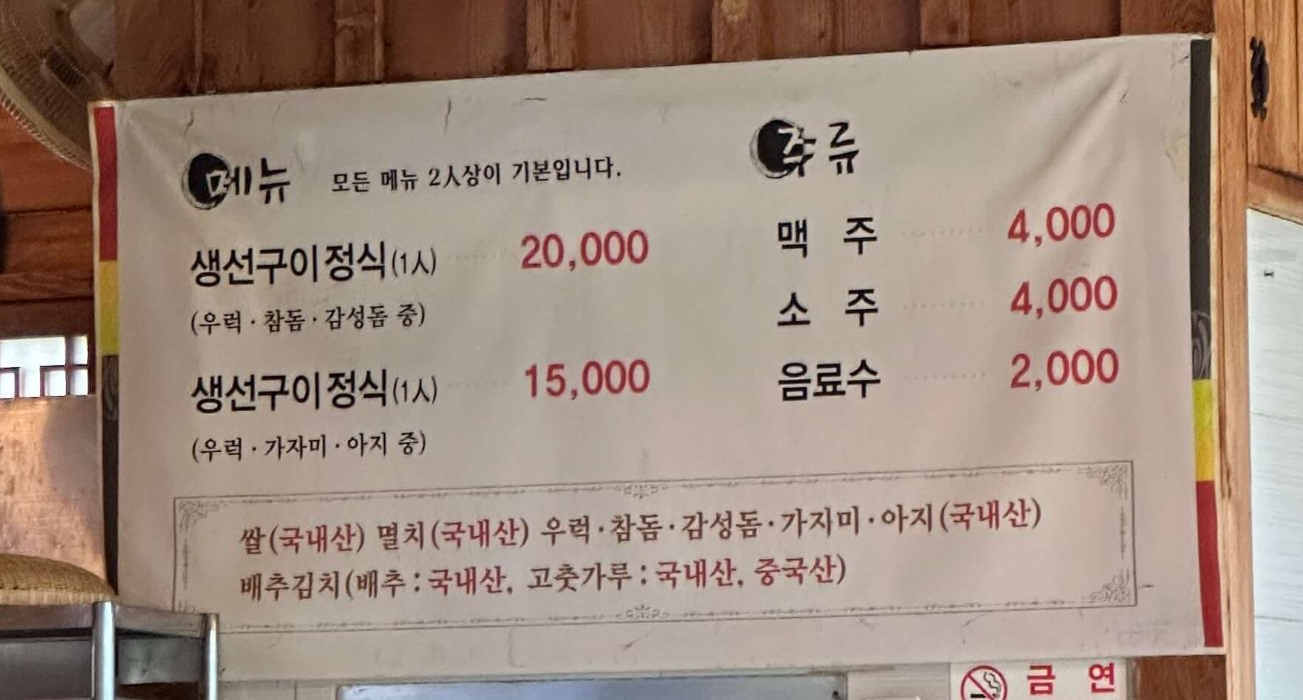 메뉴 모든 메뉴 2人상이 기본입니다.
생선구이정식(1人) 20,000
(우럭·참돔·감성돔 중)
생선구이정식(1人) 15,000
(우럭·가자미·아지 중)
주류
맥 주 4,000
소 주 4,000
음료수 2,000
쌀(국내산) 멸치(국내산) 우럭·참돔·감성돔·가자미·아지(국내산)
배추김치(배추:국내산, 고춧가루:국내산, 중국산)
금 연